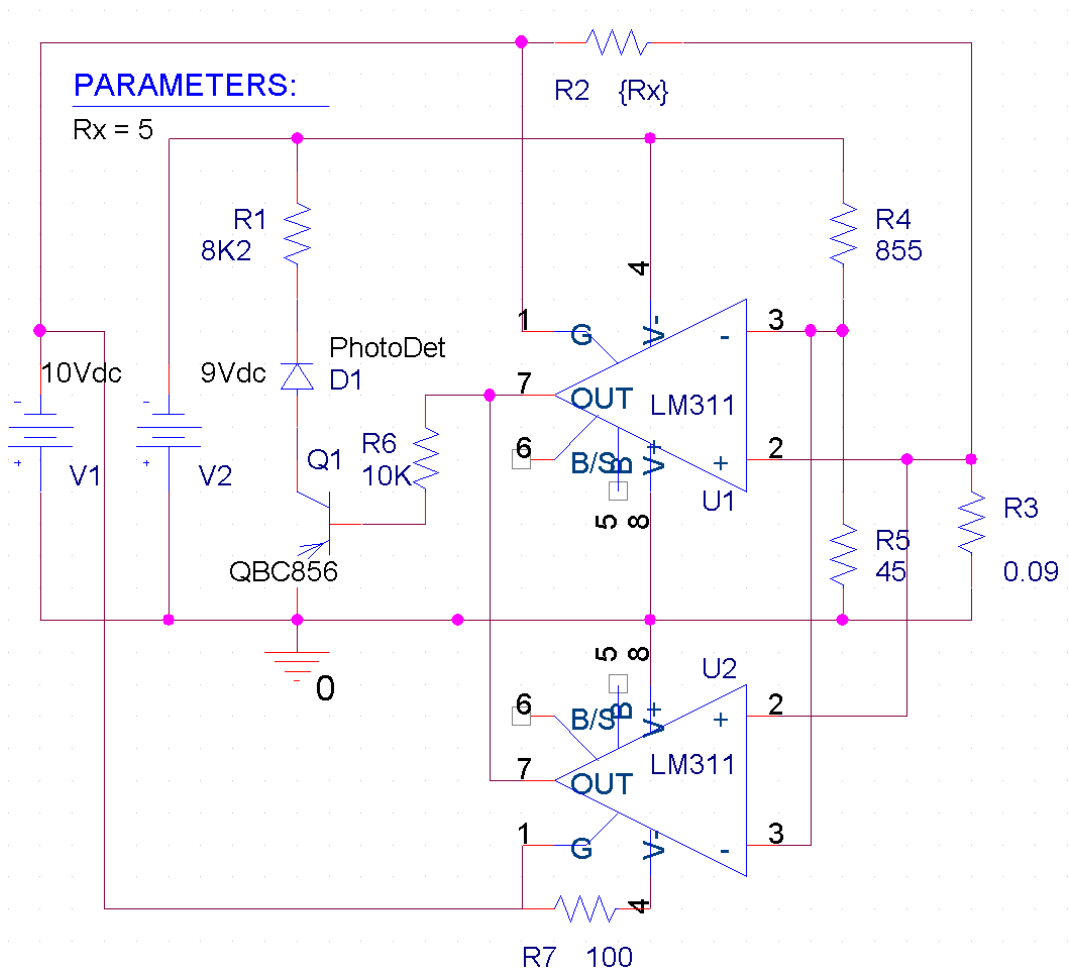 R2 {Rx}
PARAMETERS:
Rx = 5
R1
8K2
R4
855
4
1
G
V-
-
3
PhotoDet
D1
10Vdc
9Vdc
7
OUT
LM311
R6
10K
- 
+
V1
-
+
V2
Q1
6
B/S
B
V+
+
2
U1
5
8
R3
0.09
R5
45
QBC856
0
5
8
U2
6
B/S
B
V+
+
2
LM311
7
OUT
1
G
V-
-
3
4
R7 100